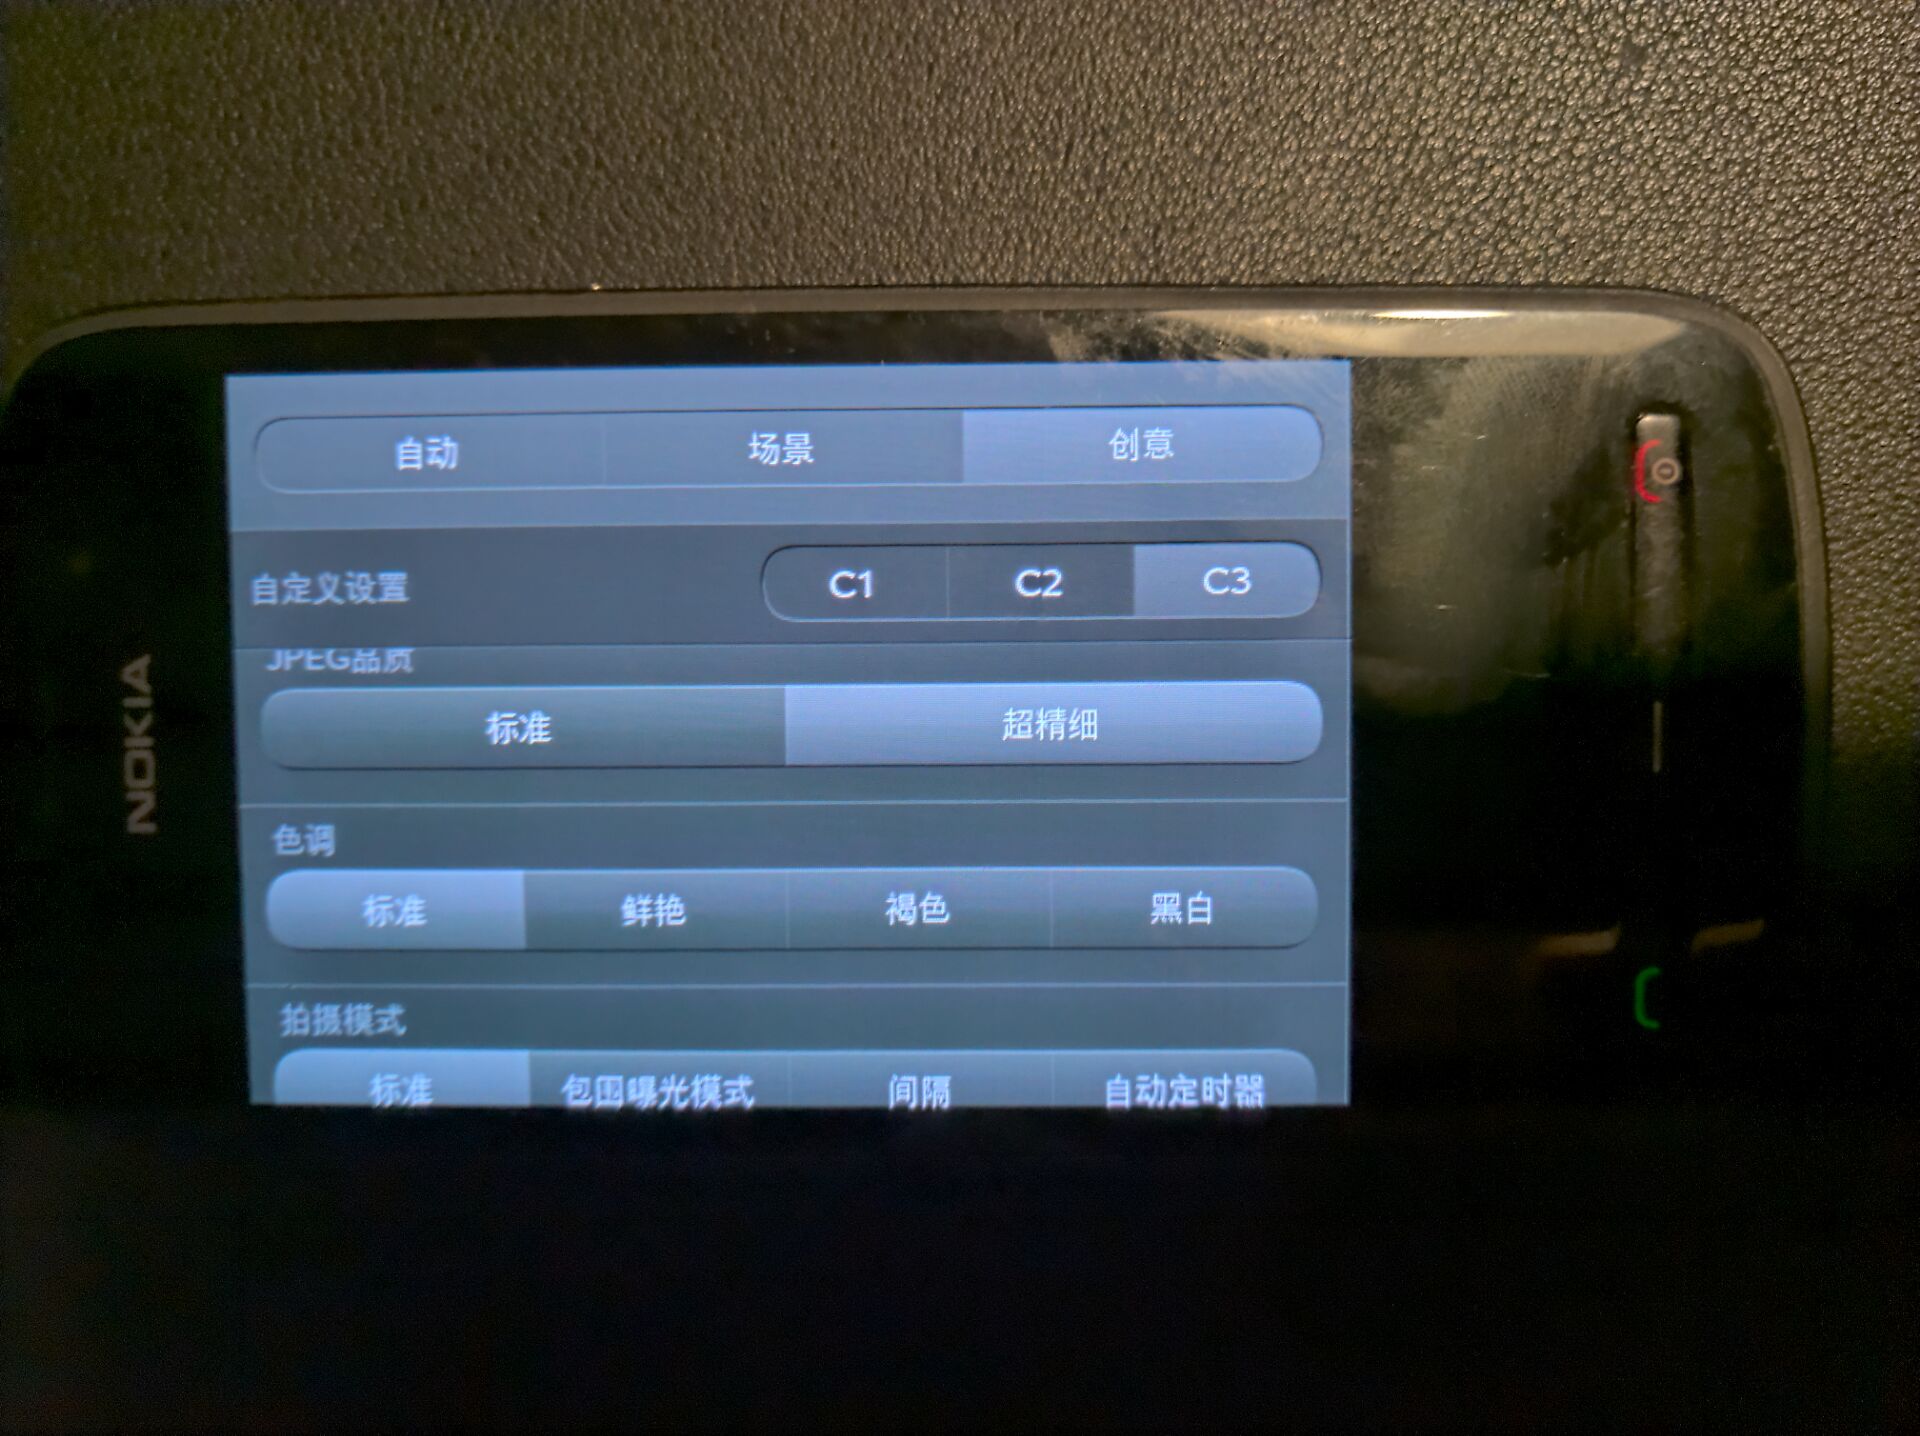 自动 场景 创意
自定义设置 C1 C2 C3
JPEG品质
标准 超精细
色调
标准 鲜艳 褐色 黑白
拍摄模式
标准 包围曝光模式 间隔 自动定时器
NOKIA